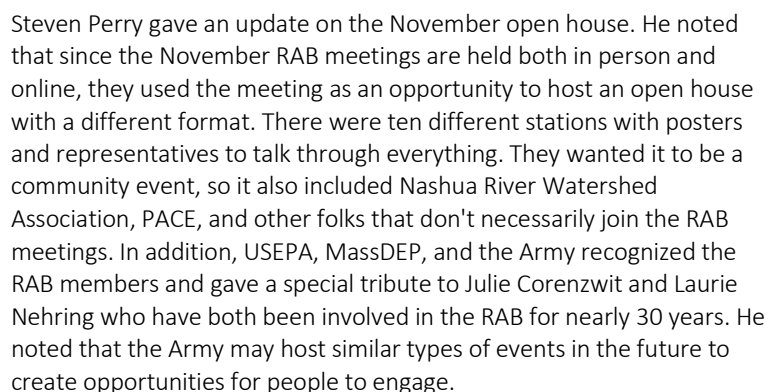 Steven Perry gave an update on the November open house. He noted
that since the November RAB meetings are held both in person and
online, they used the meeting as an opportunity to host an open house
with a different format. There were ten different stations with posters
and representatives to talk through everything. They wanted it to be a
community event, so it also included Nashua River Watershed
Association, PACE, and other folks that don't necessarily join the RAB
meetings. In addition, USEPA, MassDEP, and the Army recognized the
RAB members and gave a special tribute to Julie Corenzwit and Laurie
Nehring who have both been involved in the RAB for nearly 30 years. He
noted that the Army may host similar types of events in the future to
create opportunities for people to engage.